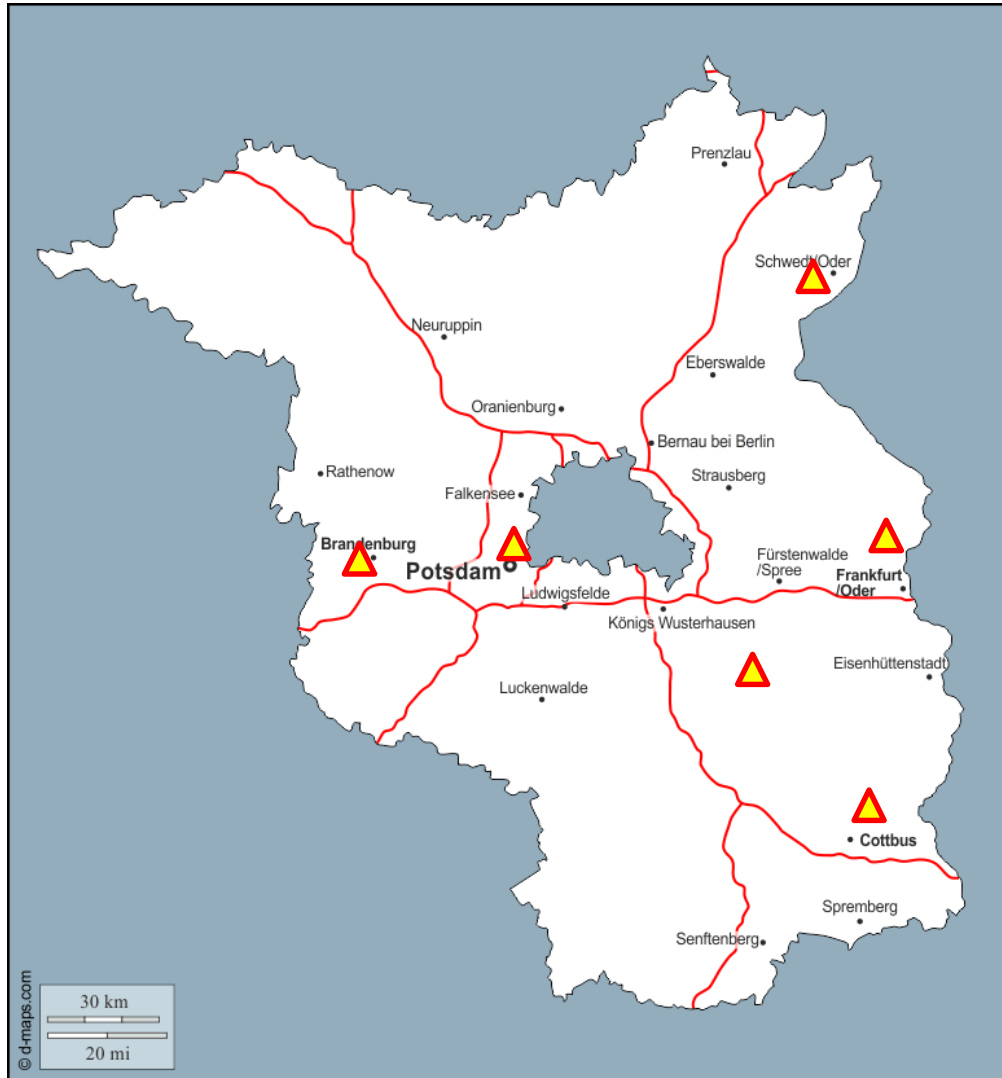 Prenzlau
Schwedt/Oder
Neuruppin
Eberswalde
Oranienburg
Bernau bei Berlin
Rathenow
Strausberg
Falkensee
Brandenburg
Potsdam
Fürstenwalde
/Spree
Frankfurt
/Oder
Ludwigsfelde
Königs Wusterhausen
Eisenhüttenstadt
Luckenwalde
Cottbus
Spremberg
Senftenberg
30 km
20 mi
© d-maps.com